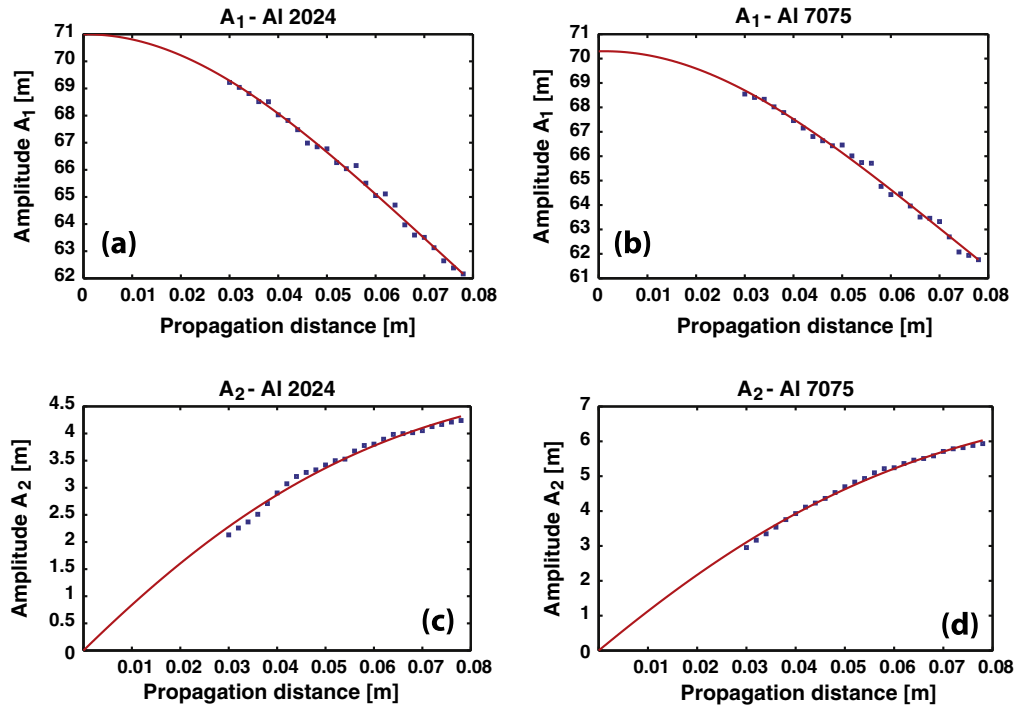 A1 - Al 2024
71
70
69
68
67
66
65
64
63
62
Amplitude A1 [m]
(a)
0 0.01 0.02 0.03 0.04 0.05 0.06 0.07 0.08
Propagation distance [m]
A1 - Al 7075
71
70
69
68
67
66
65
64
63
62
61
Amplitude A1 [m]
(b)
0 0.01 0.02 0.03 0.04 0.05 0.06 0.07 0.08
Propagation distance [m]
A2 - Al 2024
4.5
4
3.5
3
2.5
2
1.5
1
0.5
0
Amplitude A2 [m]
(c)
0.01 0.02 0.03 0.04 0.05 0.06 0.07 0.08
Propagation distance [m]
A2 - Al 7075
7
6
5
4
3
2
1
0
Amplitude A2 [m]
(d)
0.01 0.02 0.03 0.04 0.05 0.06 0.07 0.08
Propagation distance [m]